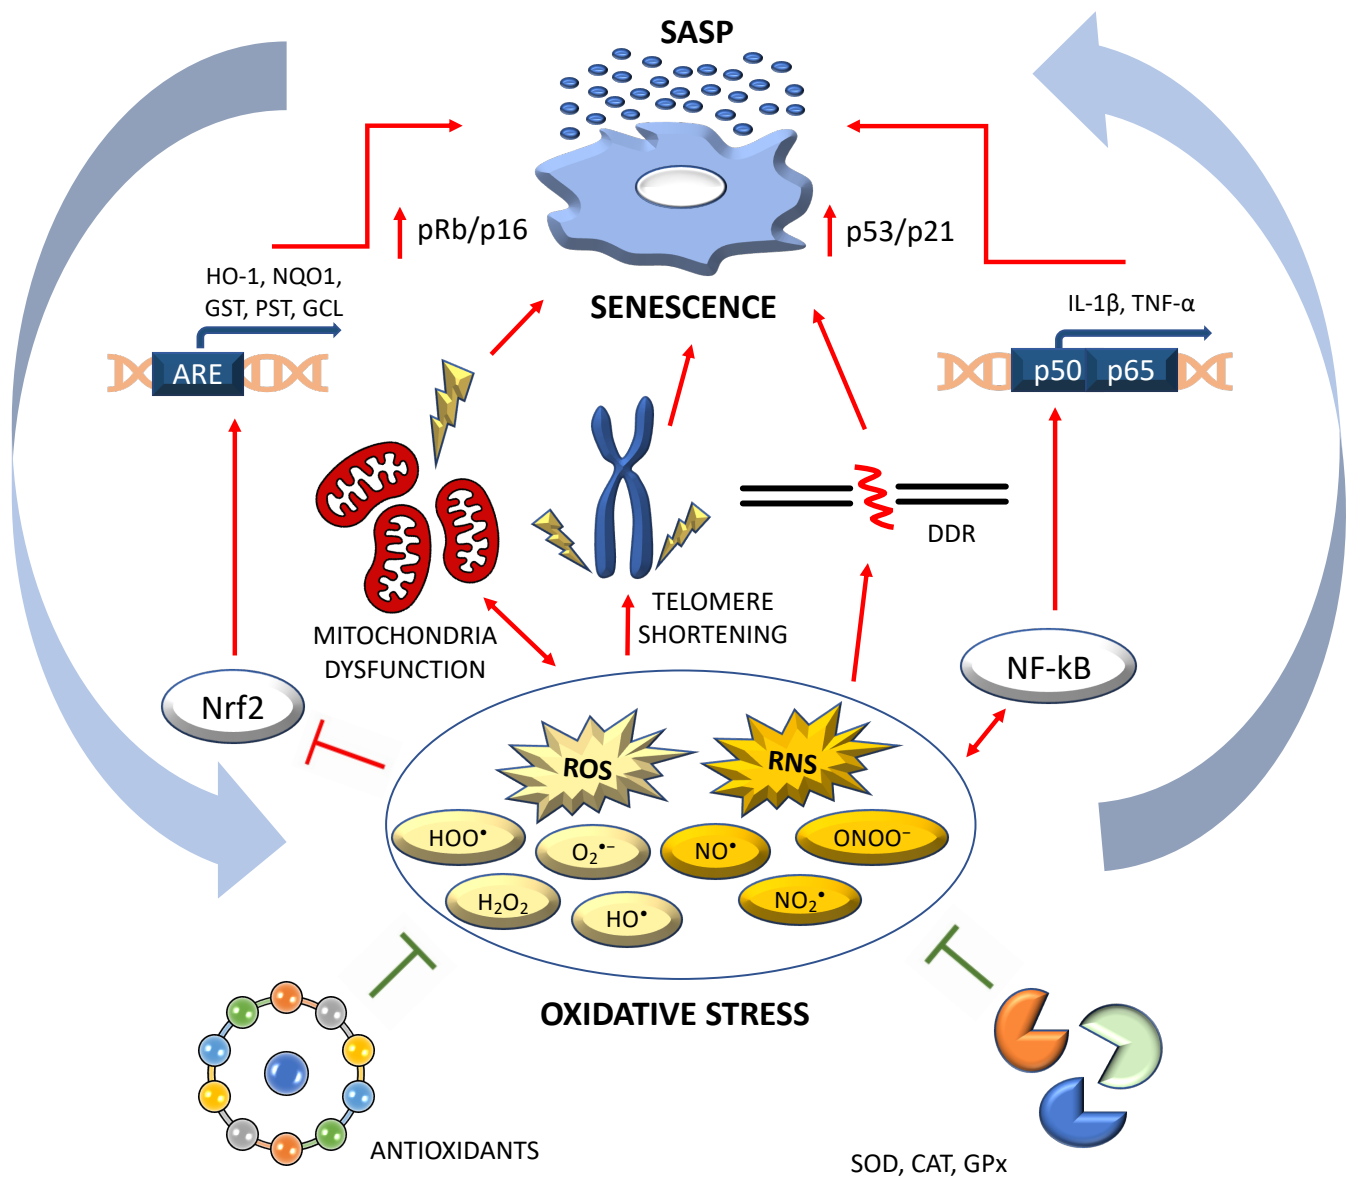 SASP
pRb/p16
p53/p21
SENESCENCE
HO-1, NQO1,
GST, PST, GCL
ARE
IL-1β, TNF-α
p50 p65
DDR
MITOCHONDRIA
DYSFUNCTION
TELOMERE
SHORTENING
Nrf2
NF-kB
ROS
RNS
HOO•
O₂•⁻
NO•
ONOO⁻
H₂O₂
HO•
NO₂•
OXIDATIVE STRESS
ANTIOXIDANTS
SOD, CAT, GPx